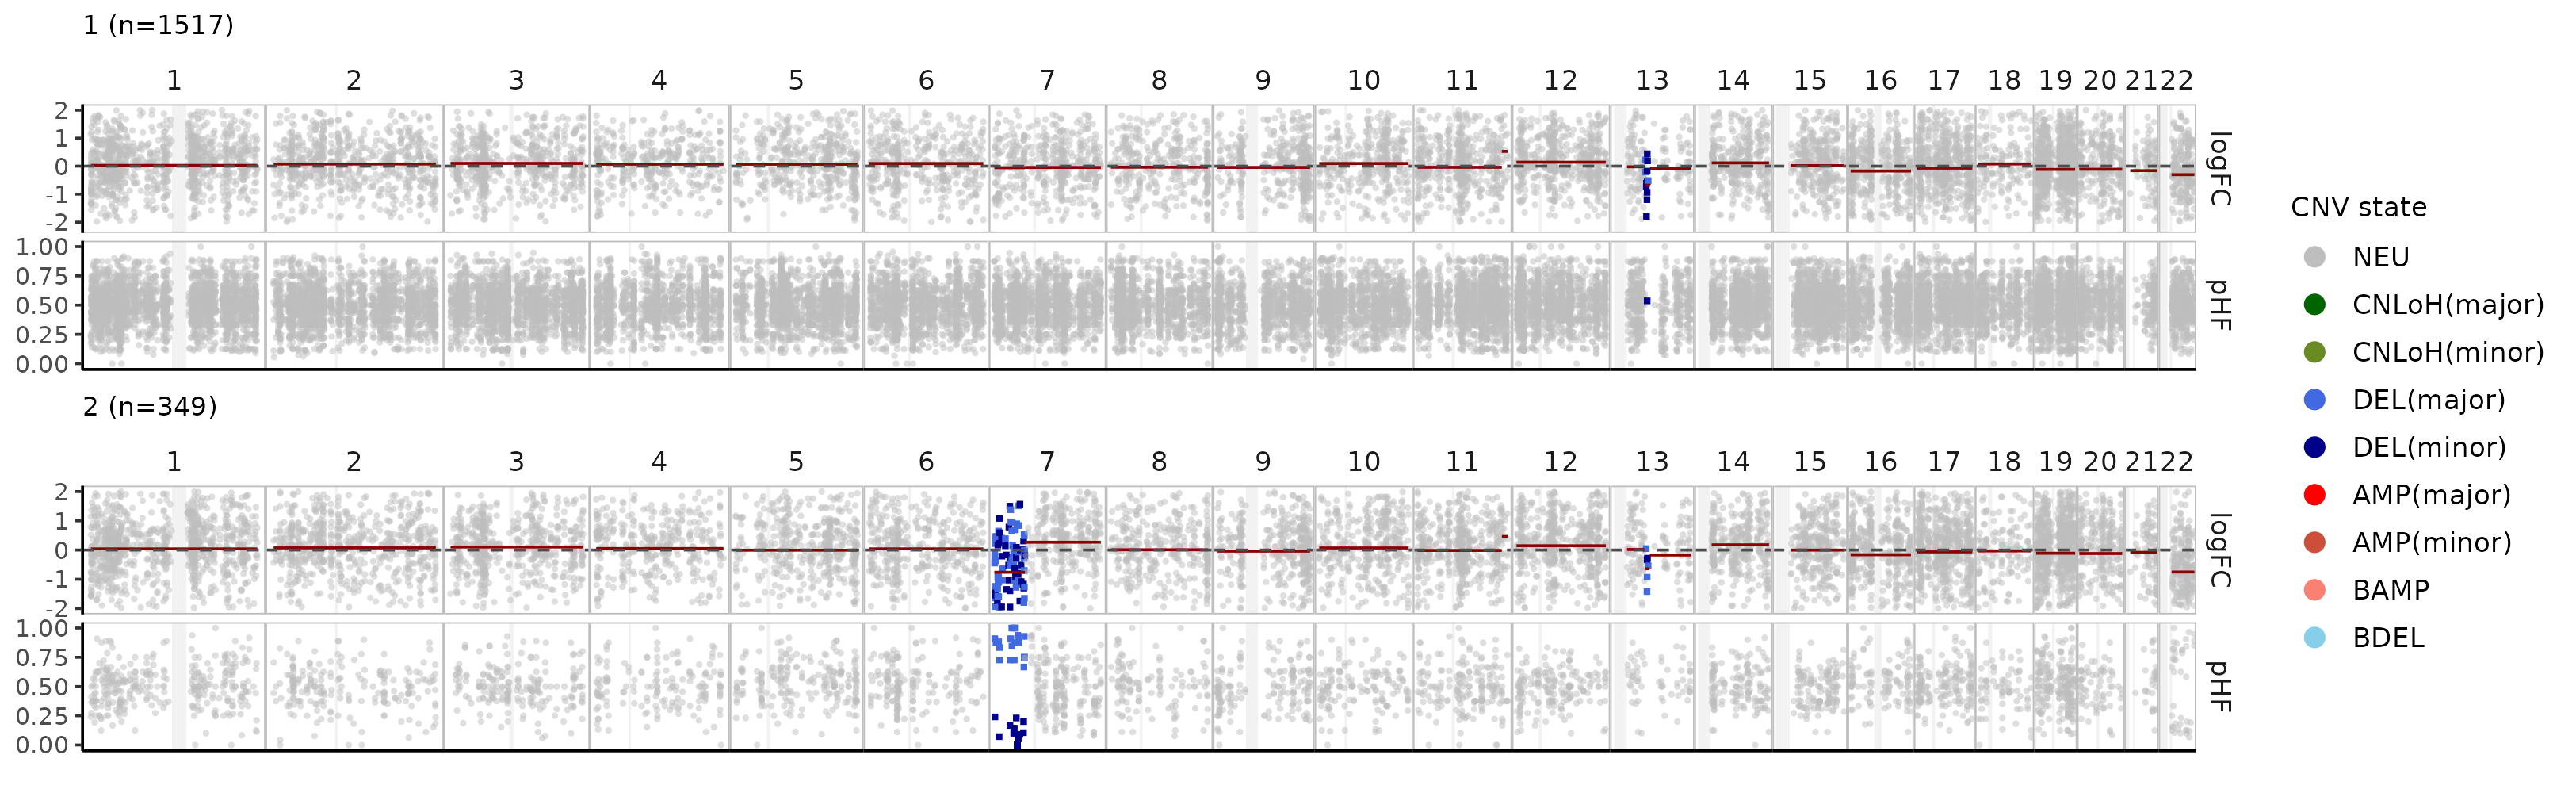 1 (n=1517)
1 2 3 4 5 6 7 8 9 10 11 12 13 14 15 16 17 18 19 20 21 22
2
1
0
-1
-2
logFC
1.00
0.75
0.50
0.25
0.00
pHF
2 (n=349)
1 2 3 4 5 6 7 8 9 10 11 12 13 14 15 16 17 18 19 20 21 22
2
1
0
-1
-2
logFC
1.00
0.75
0.50
0.25
0.00
pHF
CNV state
NEU
CNLoH(major)
CNLoH(minor)
DEL(major)
DEL(minor)
AMP(major)
AMP(minor)
BAMP
BDEL